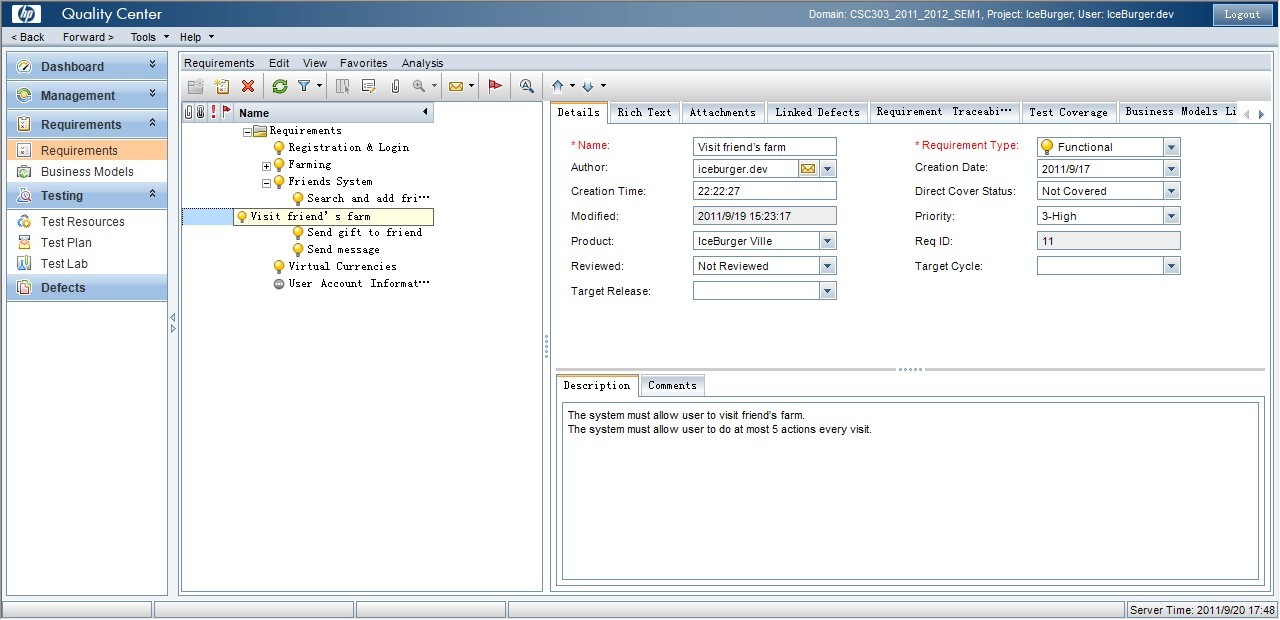 hp Quality Center
Domain: CSC303_2011_2012_SEM1, Project: IceBurger, User: IceBurger.dev
Logout
< Back Forward > Tools Help
Dashboard
Management
Requirements
Requirements
Business Models
Testing
Test Resources
Test Plan
Test Lab
Defects
Requirements Edit View Favorites Analysis
Name
Requirements
Registration & Login
Farming
Friends System
Search and add fri···
Visit friend's farm
Send gift to friend
Send message
Virtual Currencies
User Account Informat···
Details Rich Text Attachments Linked Defects Requirement Traceabi··· Test Coverage Business Models Li
* Name: Visit friend's farm * Requirement Type: Functional
Author: iceburger.dev Creation Date: 2011/9/17
Creation Time: 22:22:27 Direct Cover Status: Not Covered
Modified: 2011/9/19 15:23:17 Priority: 3-High
Product: IceBurger Ville Req ID: 11
Reviewed: Not Reviewed Target Cycle:
Target Release:
Description Comments
The system must allow user to visit friend's farm.
The system must allow user to do at most 5 actions every visit.
Server Time: 2011/9/20 17:48